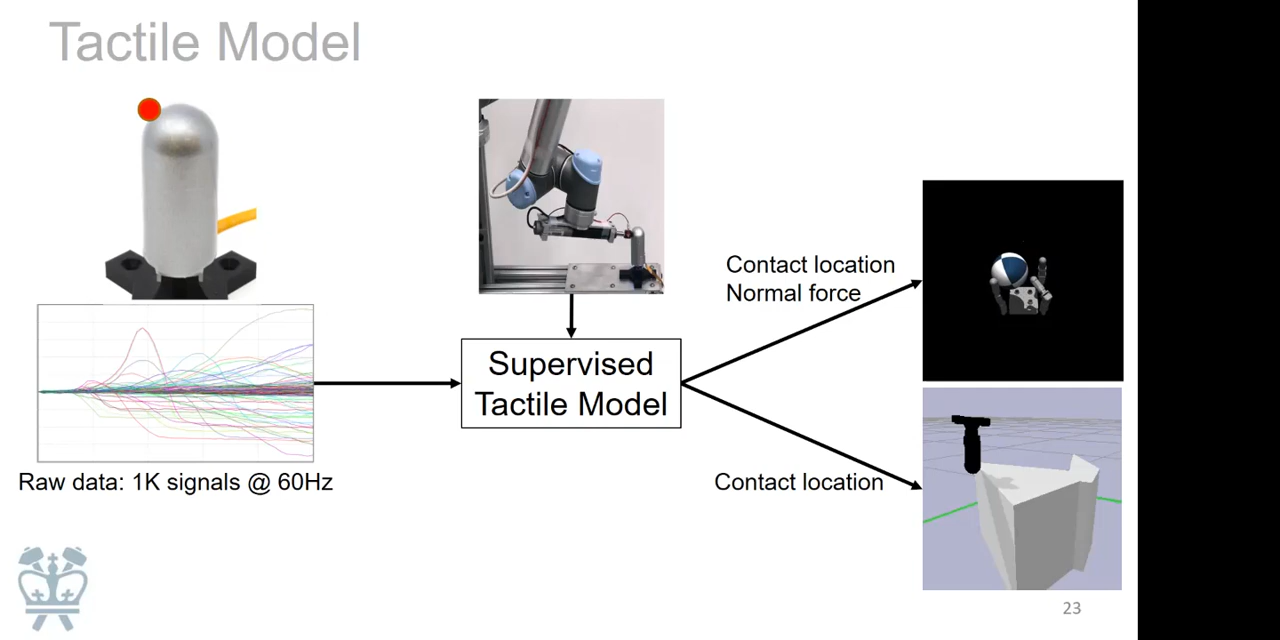 Tactile Model
Contact location
Normal force
Supervised
Tactile Model
Raw data: 1K signals @ 60Hz
Contact location
23